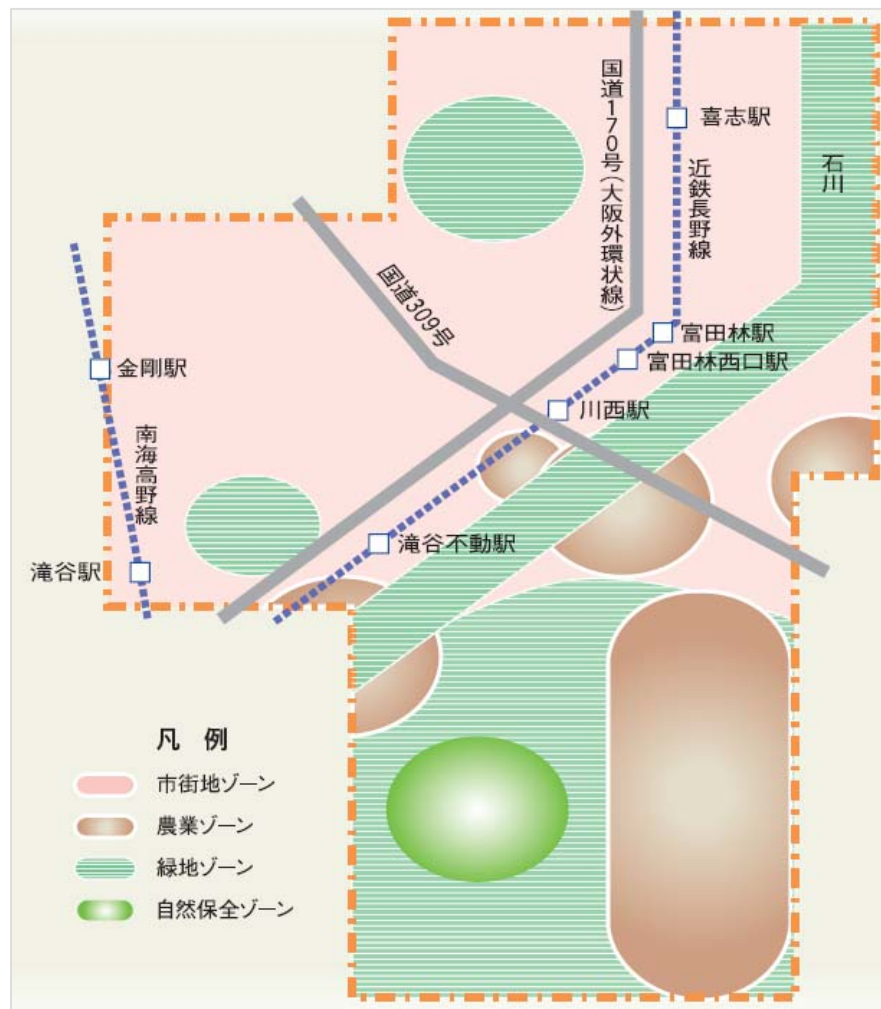 国道170号(大阪外環状線)
喜志駅
近鉄長野線
石川
国道309号
富田林駅
富田林西口駅
金剛駅
川西駅
南海高野線
滝谷不動駅
滝谷駅
凡 例
市街地ゾーン
農業ゾーン
緑地ゾーン
自然保全ゾーン